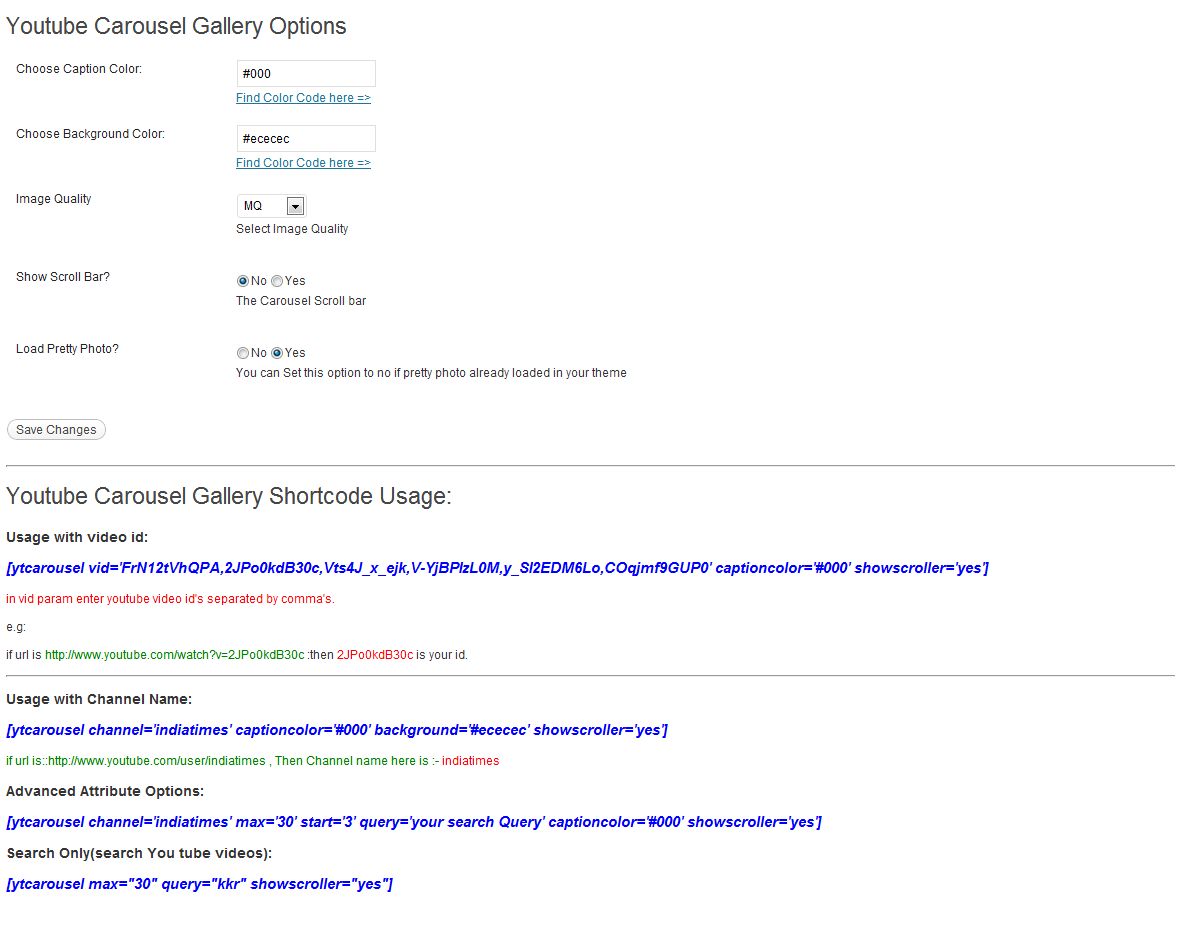 Youtube Carousel Gallery Options
Choose Caption Color:
#000
Find Color Code here =>
Choose Background Color:
#ececec
Find Color Code here =>
Image Quality
MQ
Select Image Quality
Show Scroll Bar?
No Yes
The Carousel Scroll bar
Load Pretty Photo?
No Yes
You can Set this option to no if pretty photo already loaded in your theme
Save Changes
Youtube Carousel Gallery Shortcode Usage:
Usage with video id:
[ytcarousel vid='FrN12tVhQPA,2JPo0kdB30c,Vts4J_x_ejk,V-YjBPIzL0M,y_Sl2EDM6Lo,COqjmf9GUP0' captioncolor='#000' showscroller='yes']
in vid param enter youtube video id's separated by comma's.
e.g:
if url is http://www.youtube.com/watch?v=2JPo0kdB30c :then 2JPo0kdB30c is your id.
Usage with Channel Name:
[ytcarousel channel='indiatimes' captioncolor='#000' background='#ececec' showscroller='yes']
if url is::http://www.youtube.com/user/indiatimes , Then Channel name here is :- indiatimes
Advanced Attribute Options:
[ytcarousel channel='indiatimes' max='30' start='3' query='your search Query' captioncolor='#000' showscroller='yes']
Search Only(search You tube videos):
[ytcarousel max="30" query="kkr" showscroller="yes"]